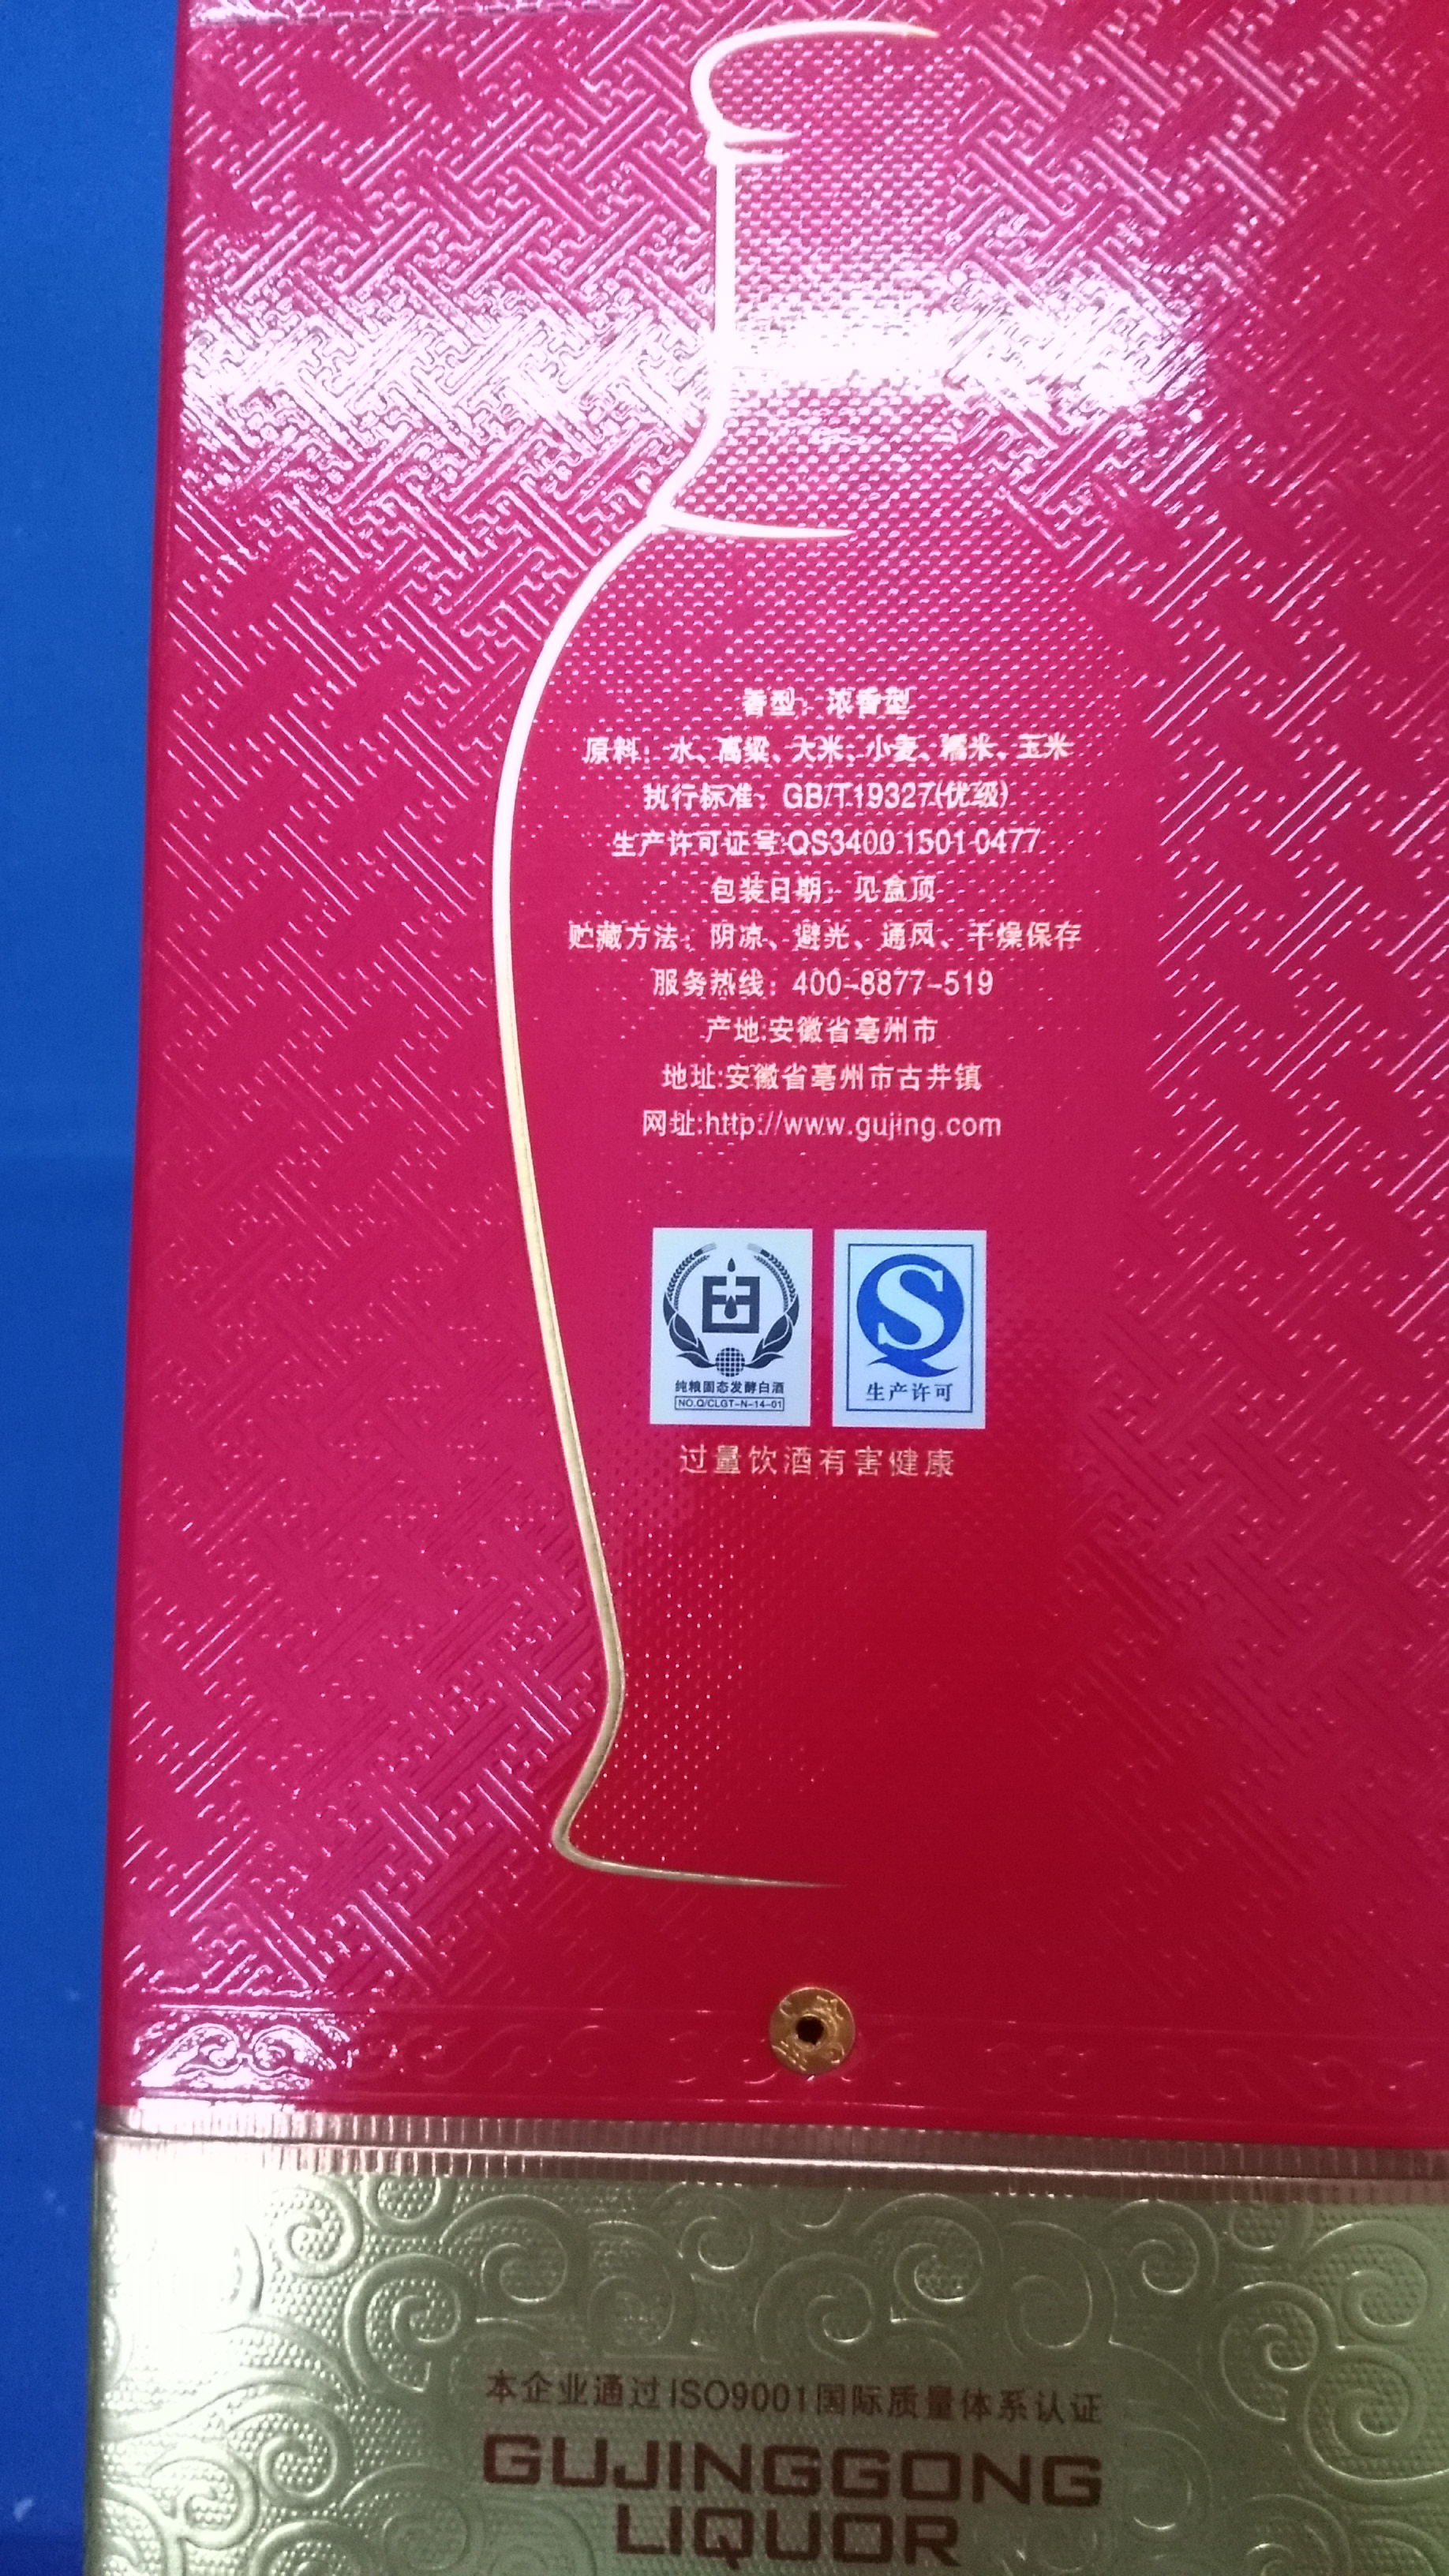 香型：浓香型
原料：水、高粱、大米、小麦、糯米、玉米
执行标准：GB/T19327(优级)
生产许可证号:QS3400 1501 0477
包装日期：见盒顶
贮藏方法：阴凉、避光、通风、干燥保存
服务热线：400-8877-519
产地:安徽省亳州市
地址:安徽省亳州市古井镇
网址:http://www.gujing.com
纯粮固态发酵白酒
NO.Q/CLGT-N-14-01
生产许可
过量饮酒有害健康
本企业通过ISO9001国际质量体系认证
GUJINGGONG
LIQUOR